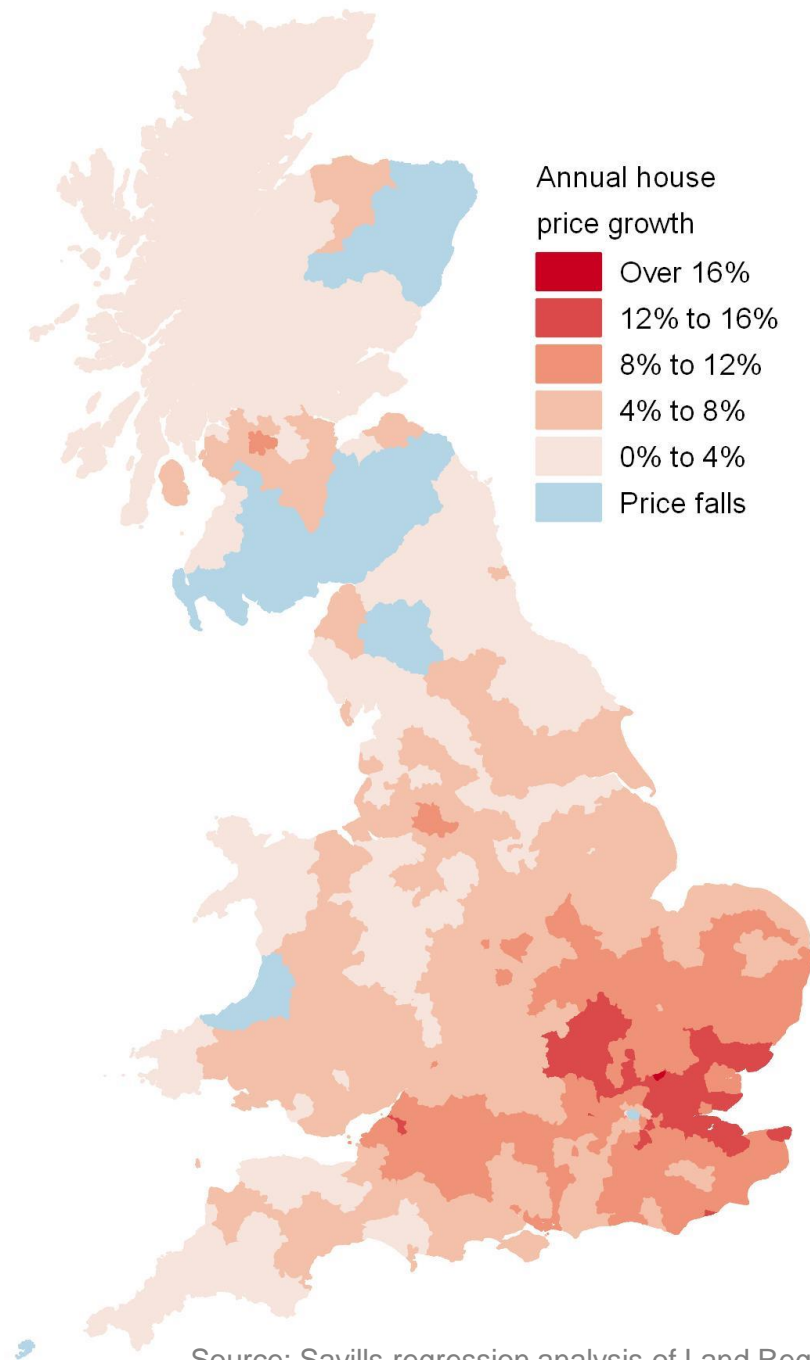 Annual house
price growth
Over 16%
12% to 16%
8% to 12%
4% to 8%
0% to 4%
Price falls
Source: Savills regression analysis of Land